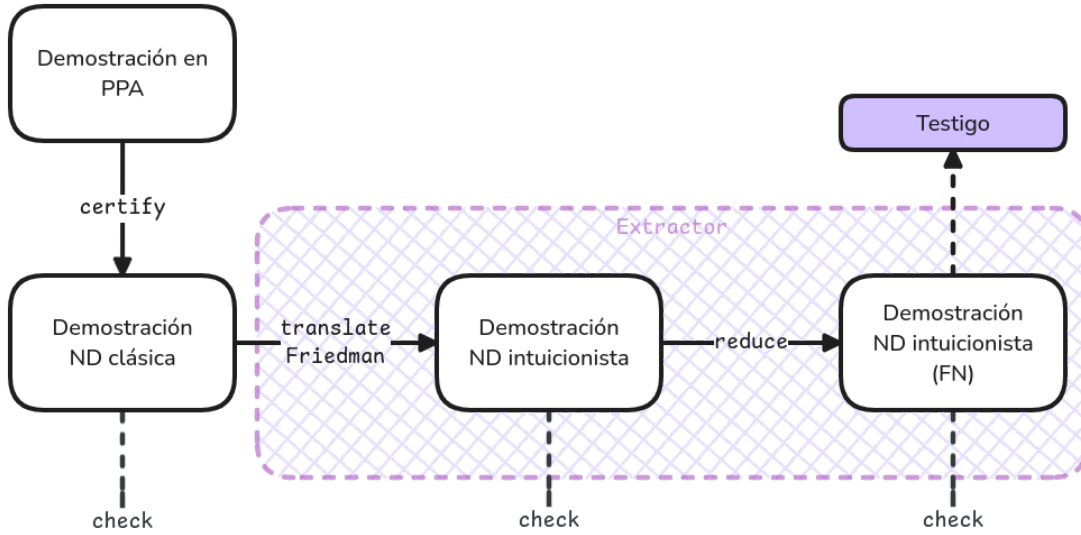 Demostración en
PPA
Testigo
certify
Extractor
Demostración
ND clásica
translate
Friedman
Demostración
ND intuicionista
reduce
Demostración
ND intuicionista
(FN)
check
check
check